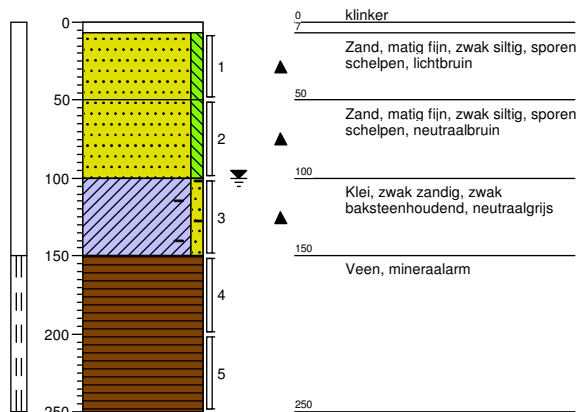 0
50
100
150
200
250
1
2
3
4
5
0
klinker
7
Zand, matig fijn, zwak siltig, sporen
schelpen, lichtbruin
50
Zand, matig fijn, zwak siltig, sporen
schelpen, neutraalbruin
100
Klei, zwak zandig, zwak
baksteenhoudend, neutraalgrijs
150
Veen, mineraalarm
250